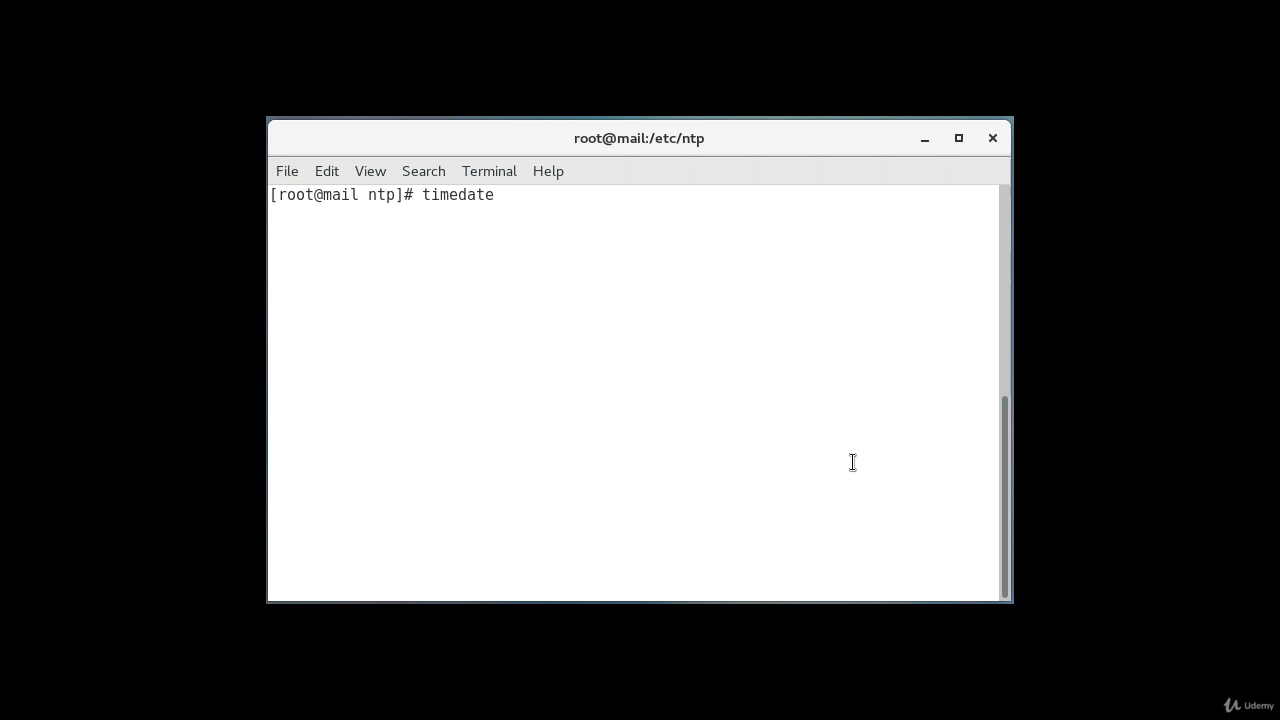 root@mail:/etc/ntp
File Edit View Search Terminal Help
[root@mail ntp]# timedate
Udemy